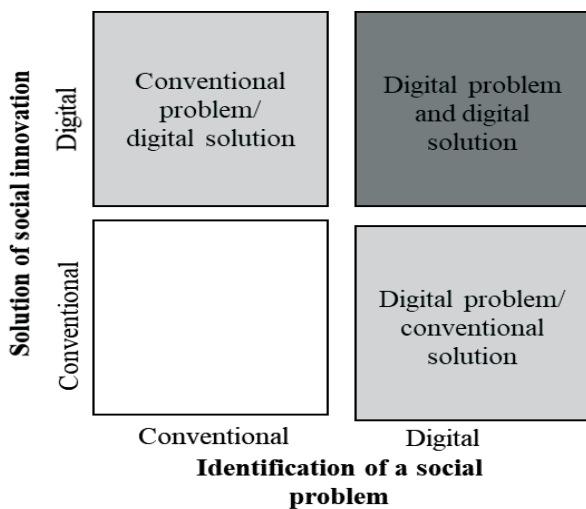 Solution of social innovation
Digital
Conventional
Conventional
problem/
digital solution
Digital problem
and digital
solution
Digital problem/
conventional
solution
Conventional
Digital
Identification of a social
problem